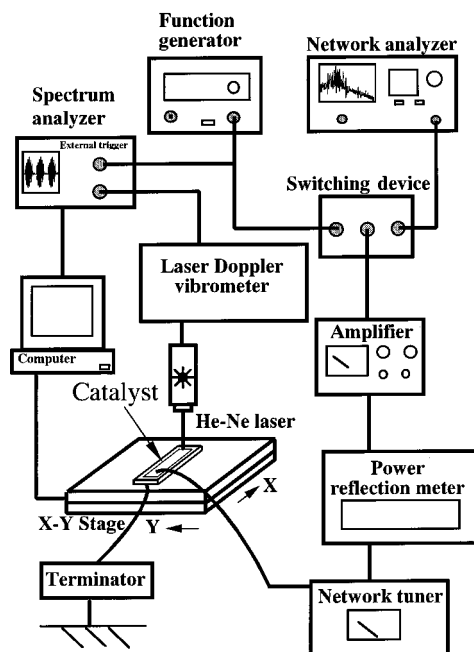 Function
generator
Network analyzer
Spectrum
analyzer
External trigger
Switching device
Laser Doppler
vibrometer
Computer
Amplifier
Catalyst
He-Ne laser
X
X-Y Stage
Y
Power
reflection meter
Terminator
Network tuner